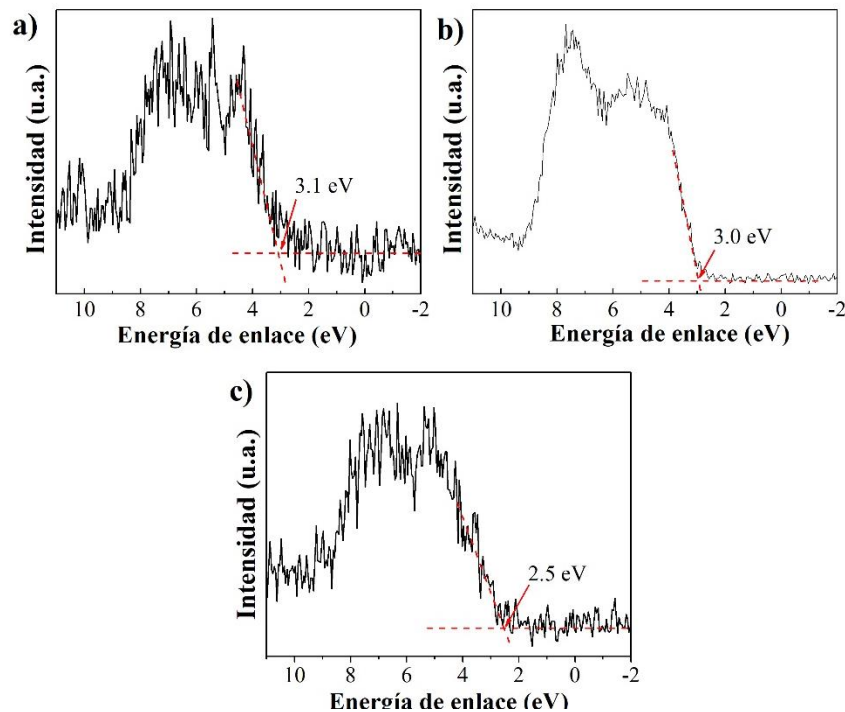 a)
Intensidad (u.a.)
3.1 eV
10 8 6 4 2 0 -2
Energía de enlace (eV)
b)
Intensidad (u.a.)
3.0 eV
10 8 6 4 2 0 -2
Energía de enlace (eV)
c)
Intensidad (u.a.)
2.5 eV
10 8 6 4 2 0 -2
Energía de enlace (eV)